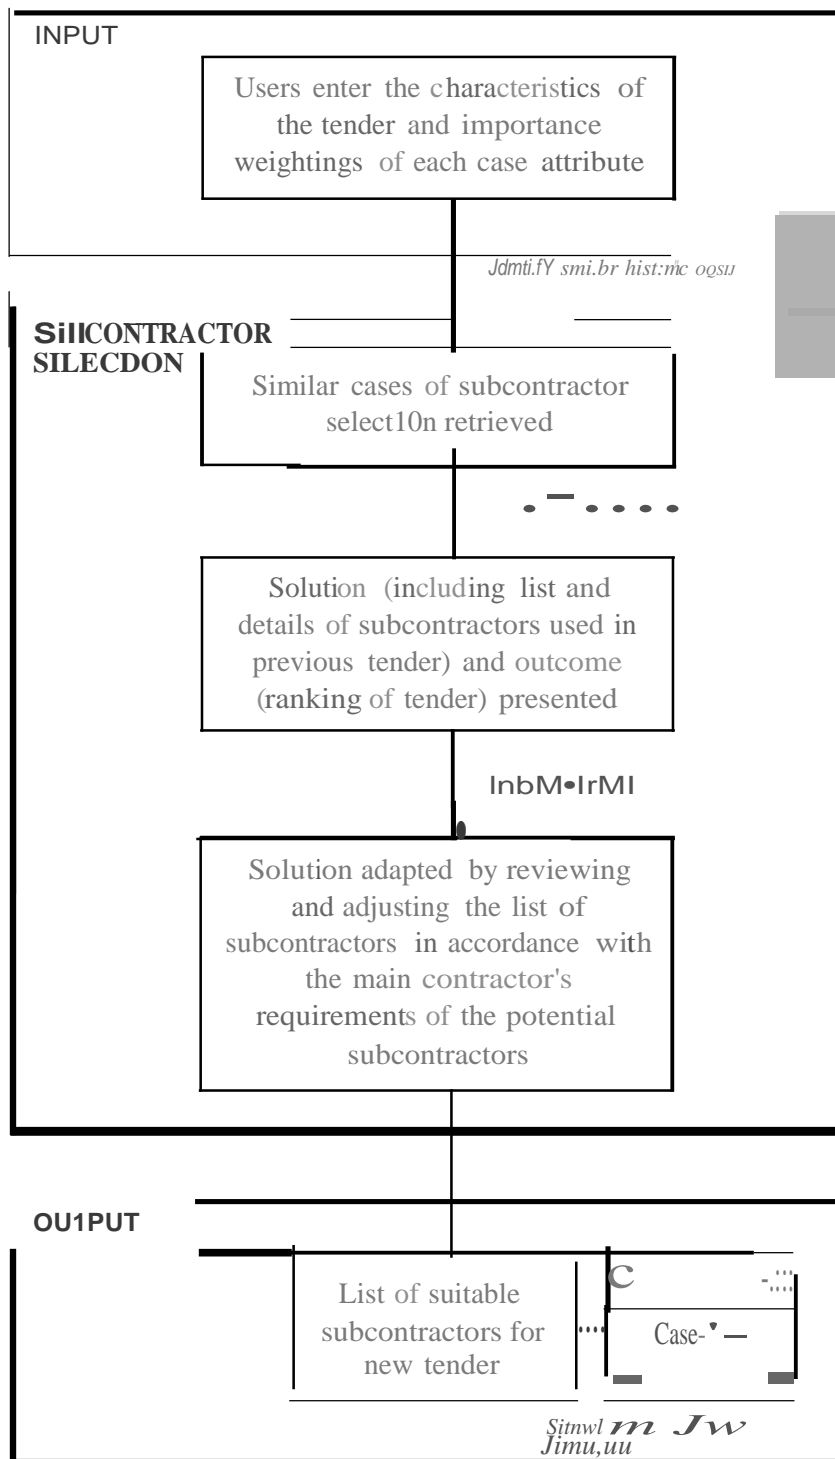 INPUT
Users enter the characteristics of
the tender and importance
weightings of each case attribute
SillCONTRACTOR
SILECDON
Similar cases of subcontractor
select10n retrieved
Solution (including list and
details of subcontractors used in
previous tender) and outcome
(ranking of tender) presented
Solution adapted by reviewing
and adjusting the list of
subcontractors in accordance with
the main contractor's
requirements of the potential
subcontractors
OU1PUT
List of suitable
subcontractors for
new tender
Case-